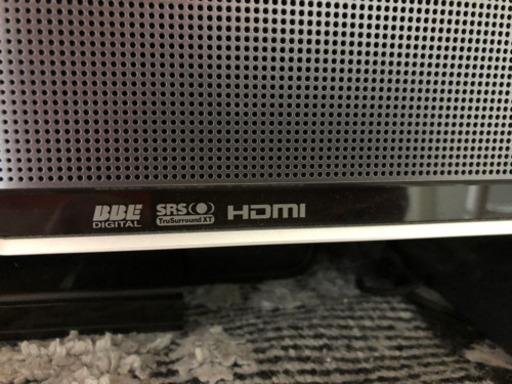 BBE DIGITAL
SRS TruSurround XT
HDMI